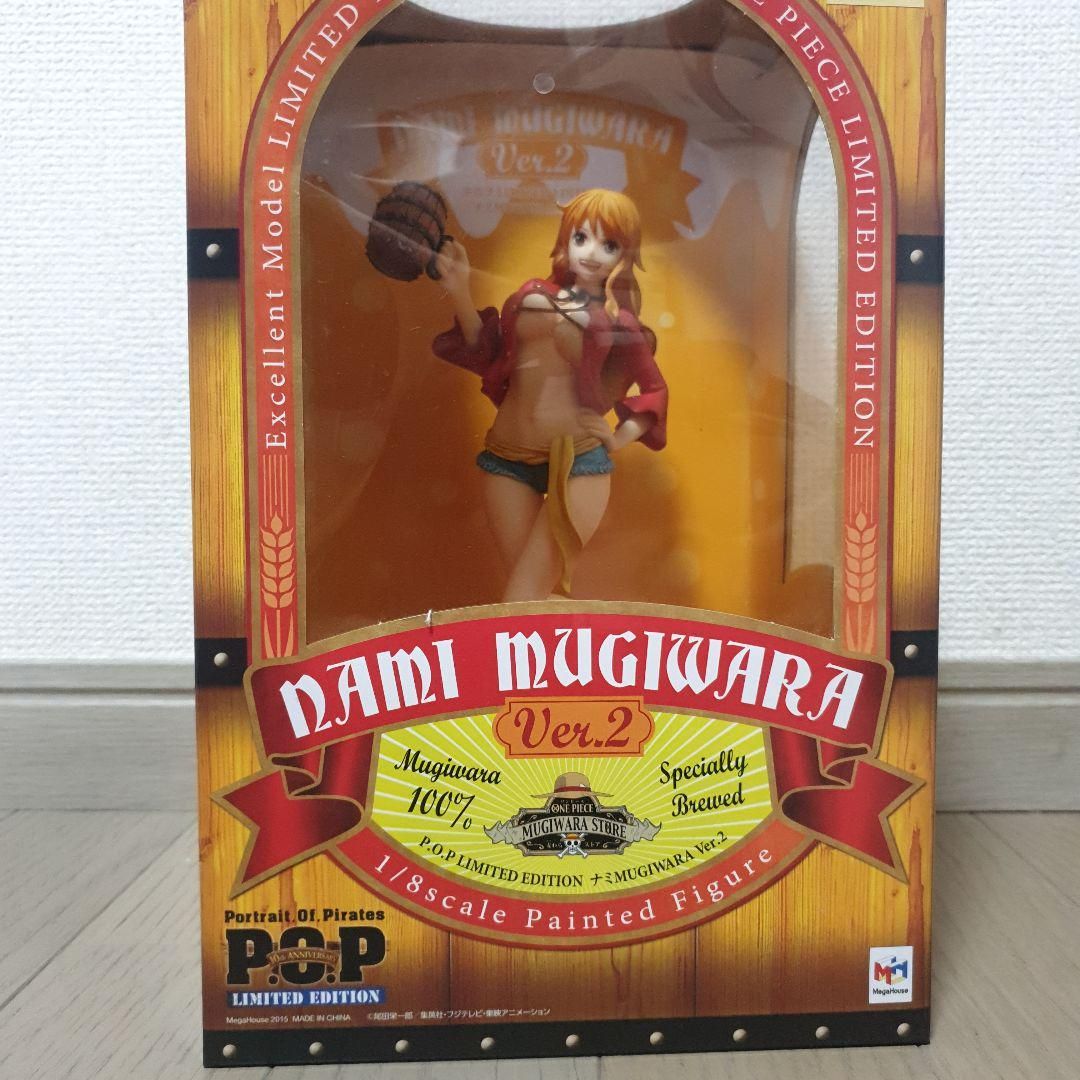 Excellent Model LIMITED
PIECE LIMITED EDITION
NAMI MUGIWARA
Ver.2
NAMI MUGIWARA
Ver.2
Mugiwara
100%
Specially
Brewed
ONE PIECE
MUGIWARA STORE
P.O.P LIMITED EDITION ナミMUGIWARA Ver.2
1/8scale Painted Figure
Portrait.Of.Pirates
P.O.P
10th ANNIVERSARY
LIMITED EDITION
MegaHouse
MegaHouse 2015 MADE IN CHINA ©尾田栄一郎／集英社・フジテレビ・東映アニメーション